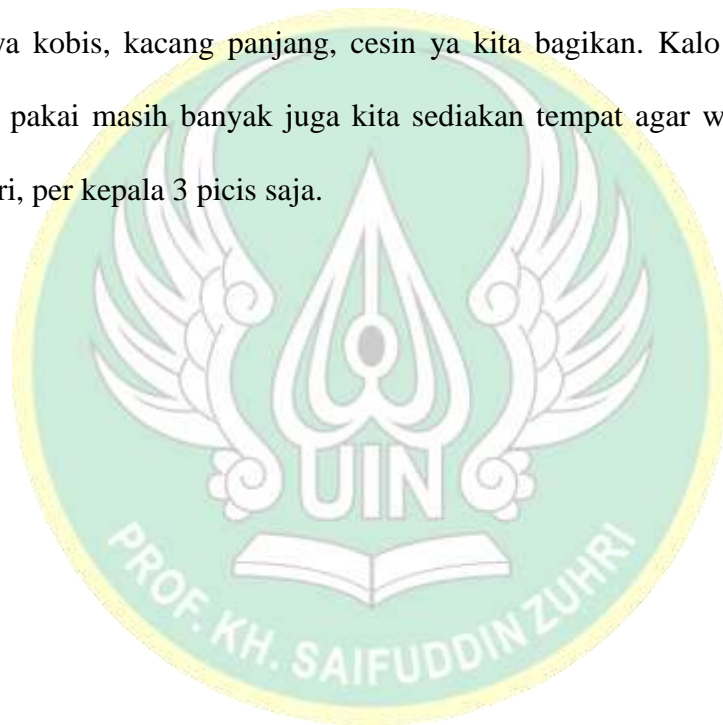 kobis, kacang panjang, cesin ya kita bagikan. Kalo
pakai masih banyak juga kita sediakan tempat agar
per kepala 3 picis saja.
UIN
PROF. KH. SAIFUDDIN ZUHRI